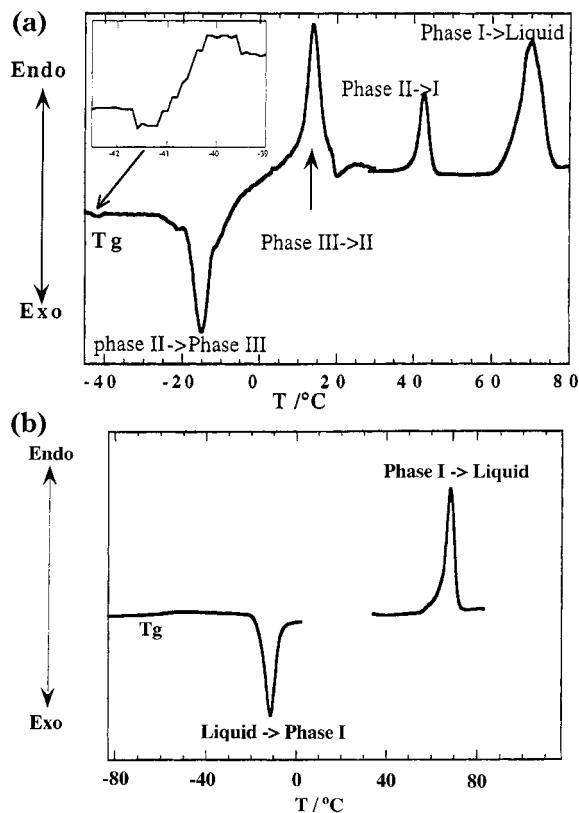 (a)
Endo
Phase I->Liquid
Phase II->I
-42 -41 -40 -39
Tg
Phase III->II
Exo
phase II->Phase III
-40 -20 0 20 40 60 80
T /°C
(b)
Endo
Phase I -> Liquid
Tg
Exo
Liquid -> Phase I
-80 -40 0 40 80
T / °C